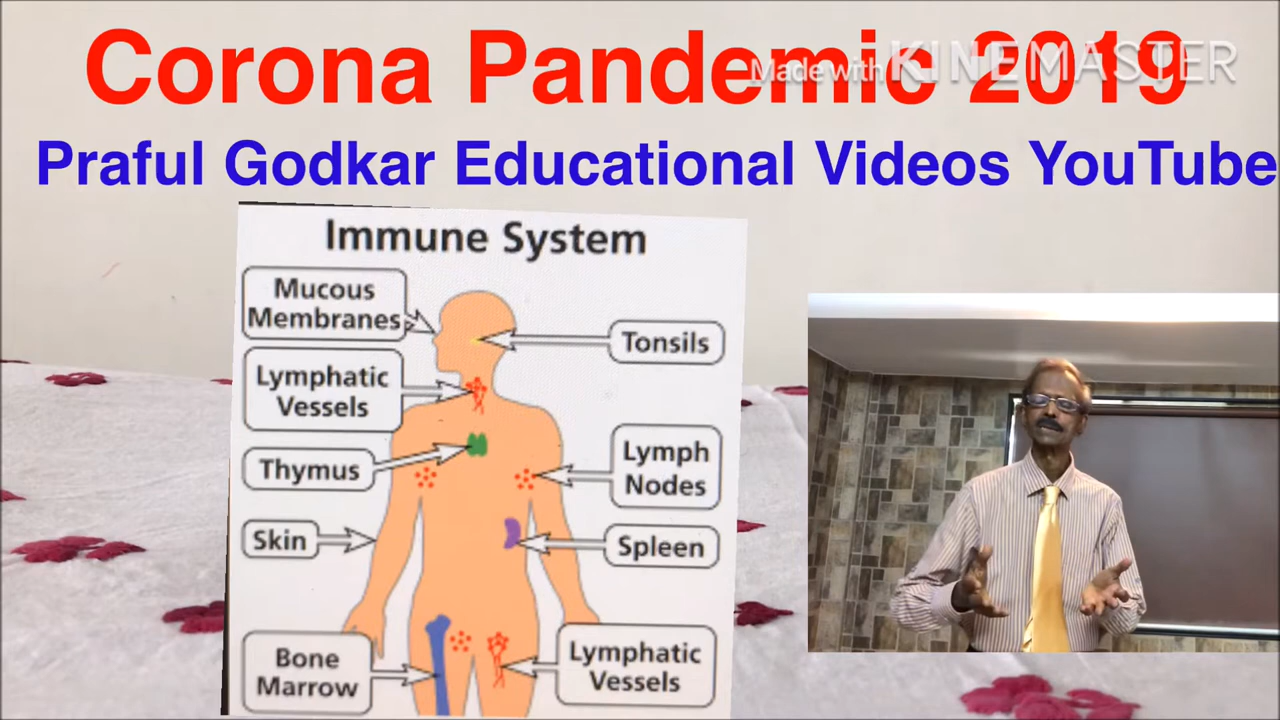 Corona Pandemic 2019
Made with KINEMASTER
Praful Godkar Educational Videos YouTube
Immune System
Mucous
Membranes
Tonsils
Lymphatic
Vessels
Thymus
Lymph
Nodes
Skin
Spleen
Bone
Marrow
Lymphatic
Vessels